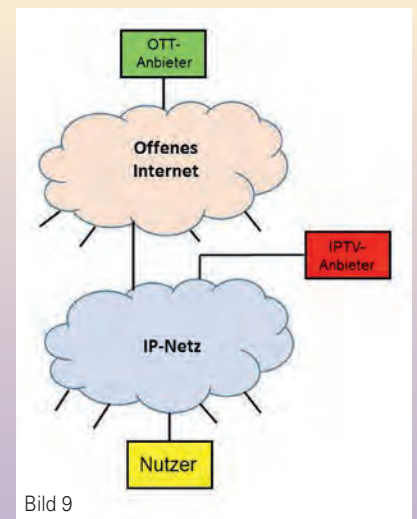 OTT-
Anbieter
Offenes
Internet
IPTV-
Anbieter
IP-Netz
Nutzer
Bild 9